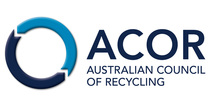 ACOR
AUSTRALIAN COUNCIL
OF RECYCLING